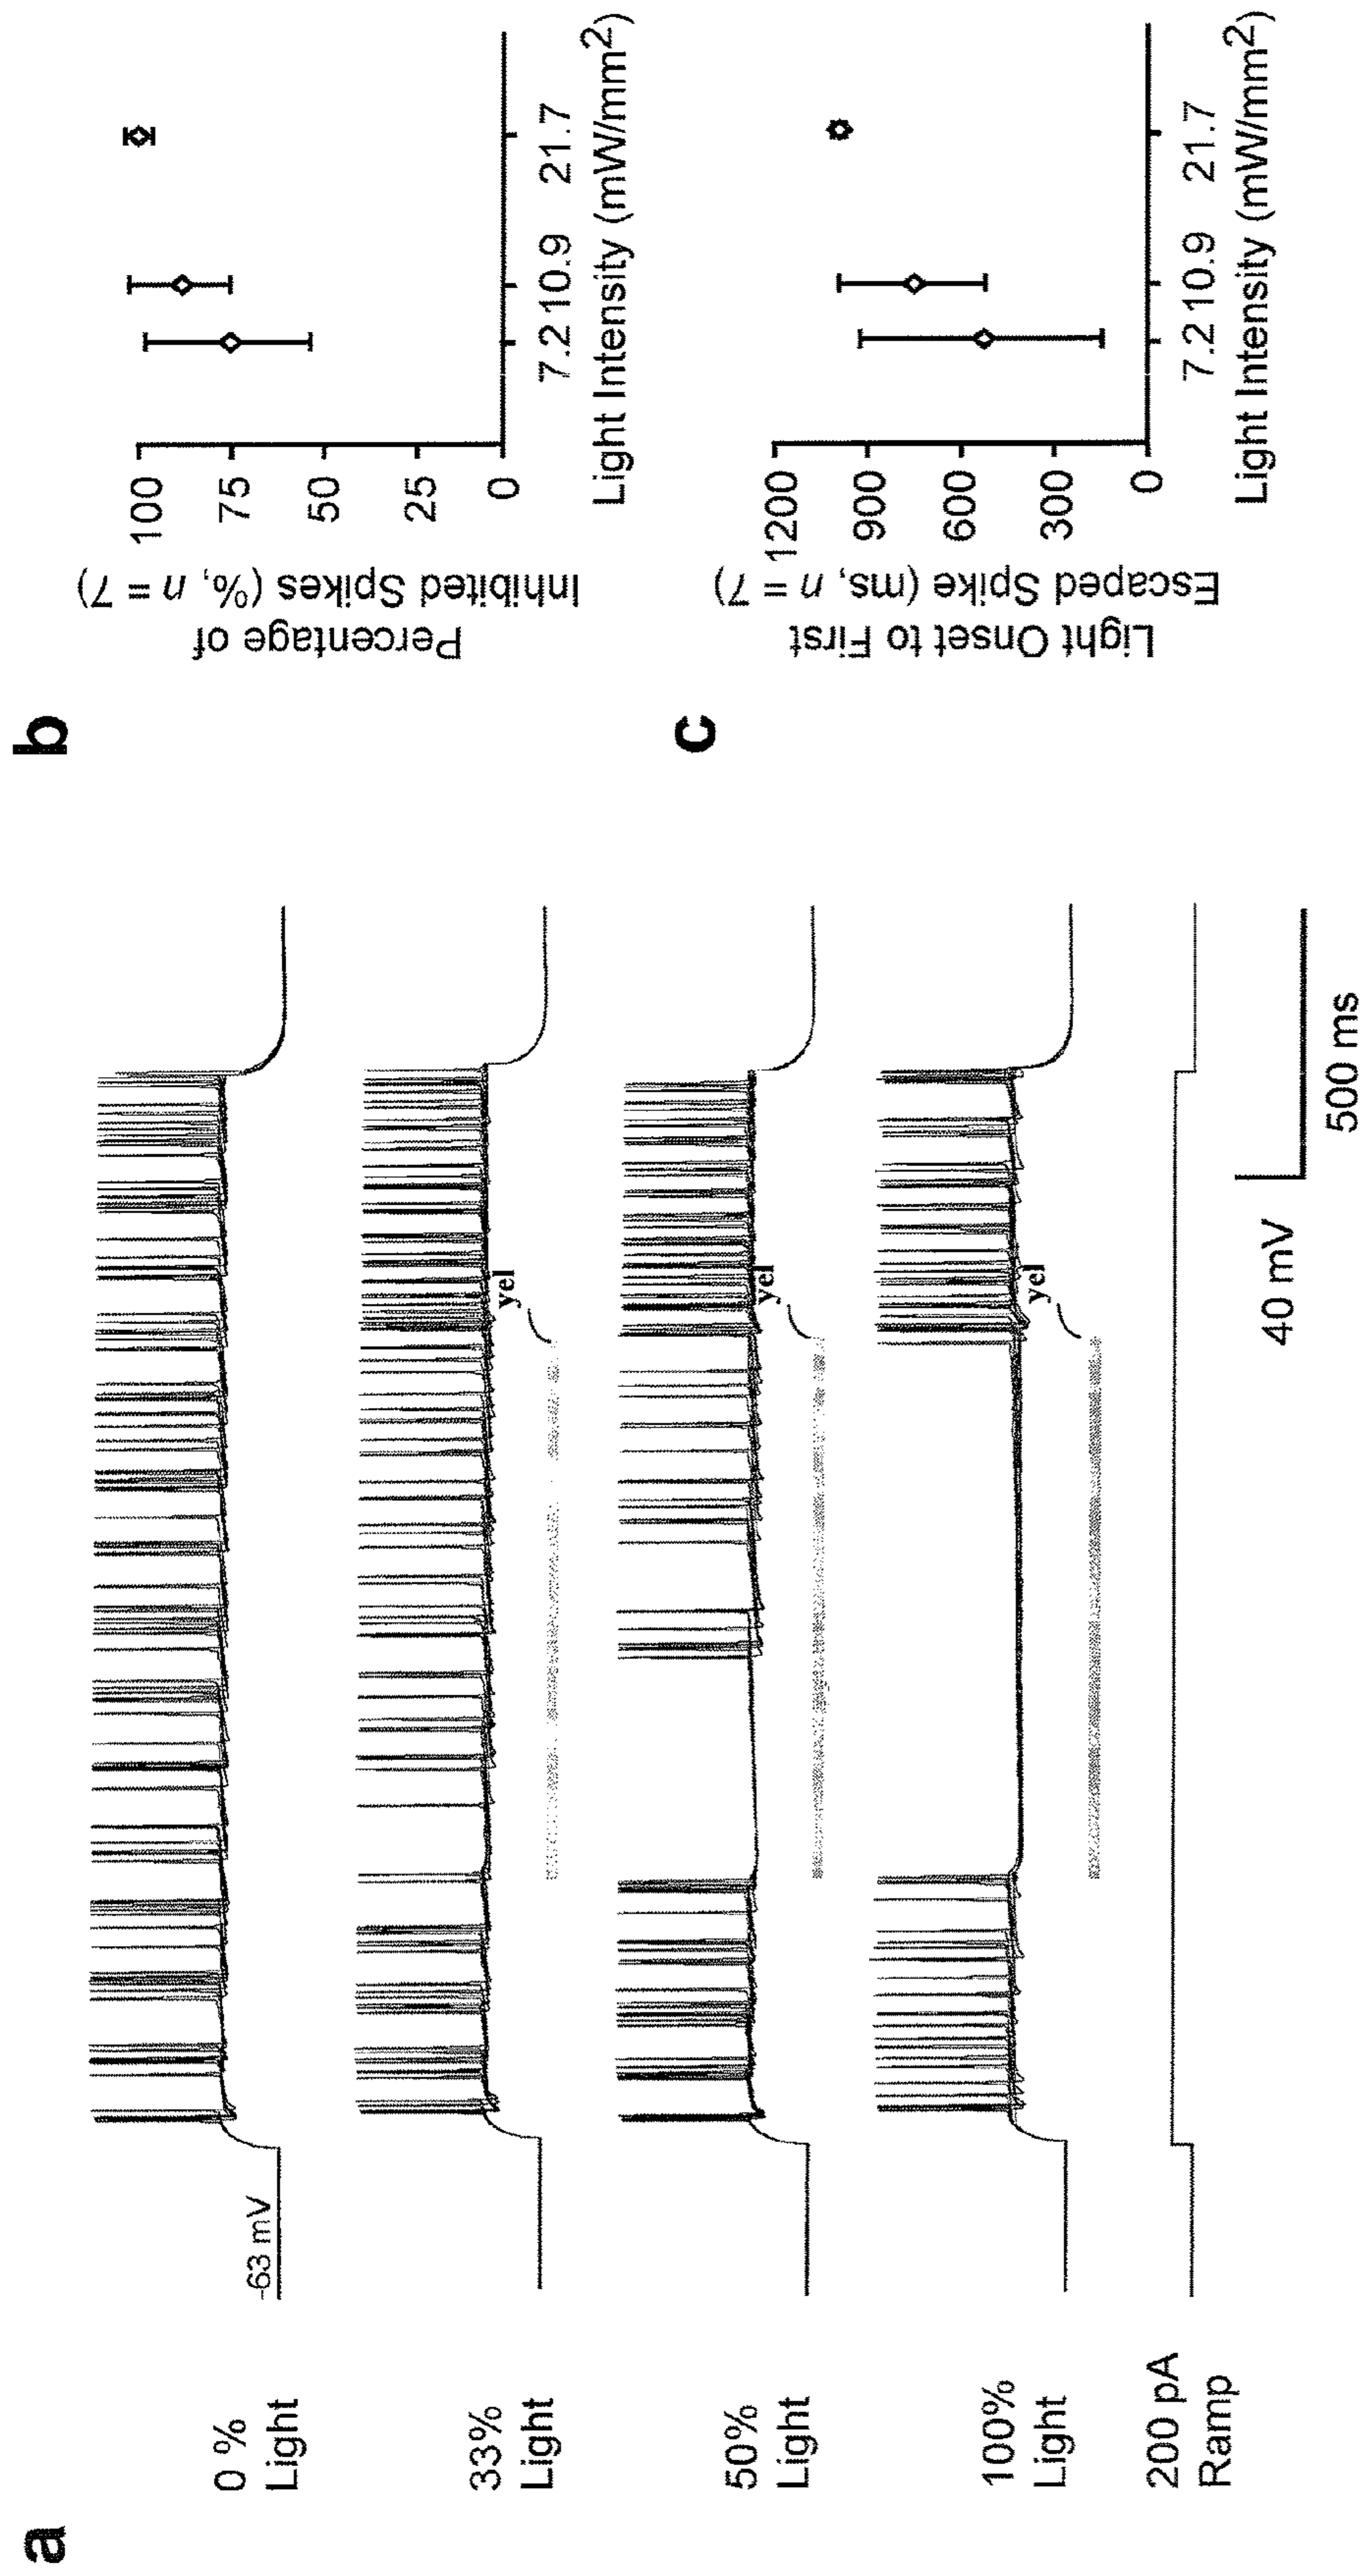 a
0 %
Light
-63 mV
33%
Light
yel
50%
Light
yel
100%
Light
yel
200 pA
Ramp
40 mV
500 ms
b
Percentage of
Inhibited Spikes (%, n = 7)
100
75
50
25
0
7.2 10.9 21.7
Light Intensity (mW/mm2)
c
Light Onset to First
Escaped Spike (ms, n = 7)
1200
900
600
300
0
7.2 10.9 21.7
Light Intensity (mW/mm2)